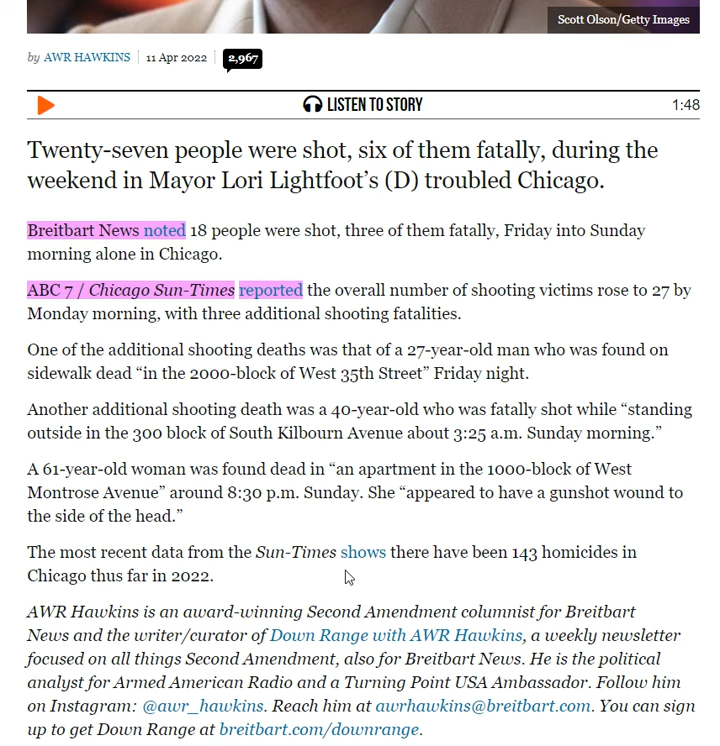 Scott Olson/Getty Images
by AWR HAWKINS 11 Apr 2022 2,967
LISTEN TO STORY 1:48
Twenty-seven people were shot, six of them fatally, during the
weekend in Mayor Lori Lightfoot’s (D) troubled Chicago.
Breitbart News noted 18 people were shot, three of them fatally, Friday into Sunday
morning alone in Chicago.
ABC 7 / Chicago Sun-Times reported the overall number of shooting victims rose to 27 by
Monday morning, with three additional shooting fatalities.
One of the additional shooting deaths was that of a 27-year-old man who was found on
sidewalk dead “in the 2000-block of West 35th Street” Friday night.
Another additional shooting death was a 40-year-old who was fatally shot while “standing
outside in the 300 block of South Kilbourn Avenue about 3:25 a.m. Sunday morning.”
A 61-year-old woman was found dead in “an apartment in the 1000-block of West
Montrose Avenue” around 8:30 p.m. Sunday. She “appeared to have a gunshot wound to
the side of the head.”
The most recent data from the Sun-Times shows there have been 143 homicides in
Chicago thus far in 2022.
AWR Hawkins is an award-winning Second Amendment columnist for Breitbart
News and the writer/curator of Down Range with AWR Hawkins, a weekly newsletter
focused on all things Second Amendment, also for Breitbart News. He is the political
analyst for Armed American Radio and a Turning Point USA Ambassador. Follow him
on Instagram: @awr_hawkins. Reach him at awrhawkins@breitbart.com. You can sign
up to get Down Range at breitbart.com/downrange.